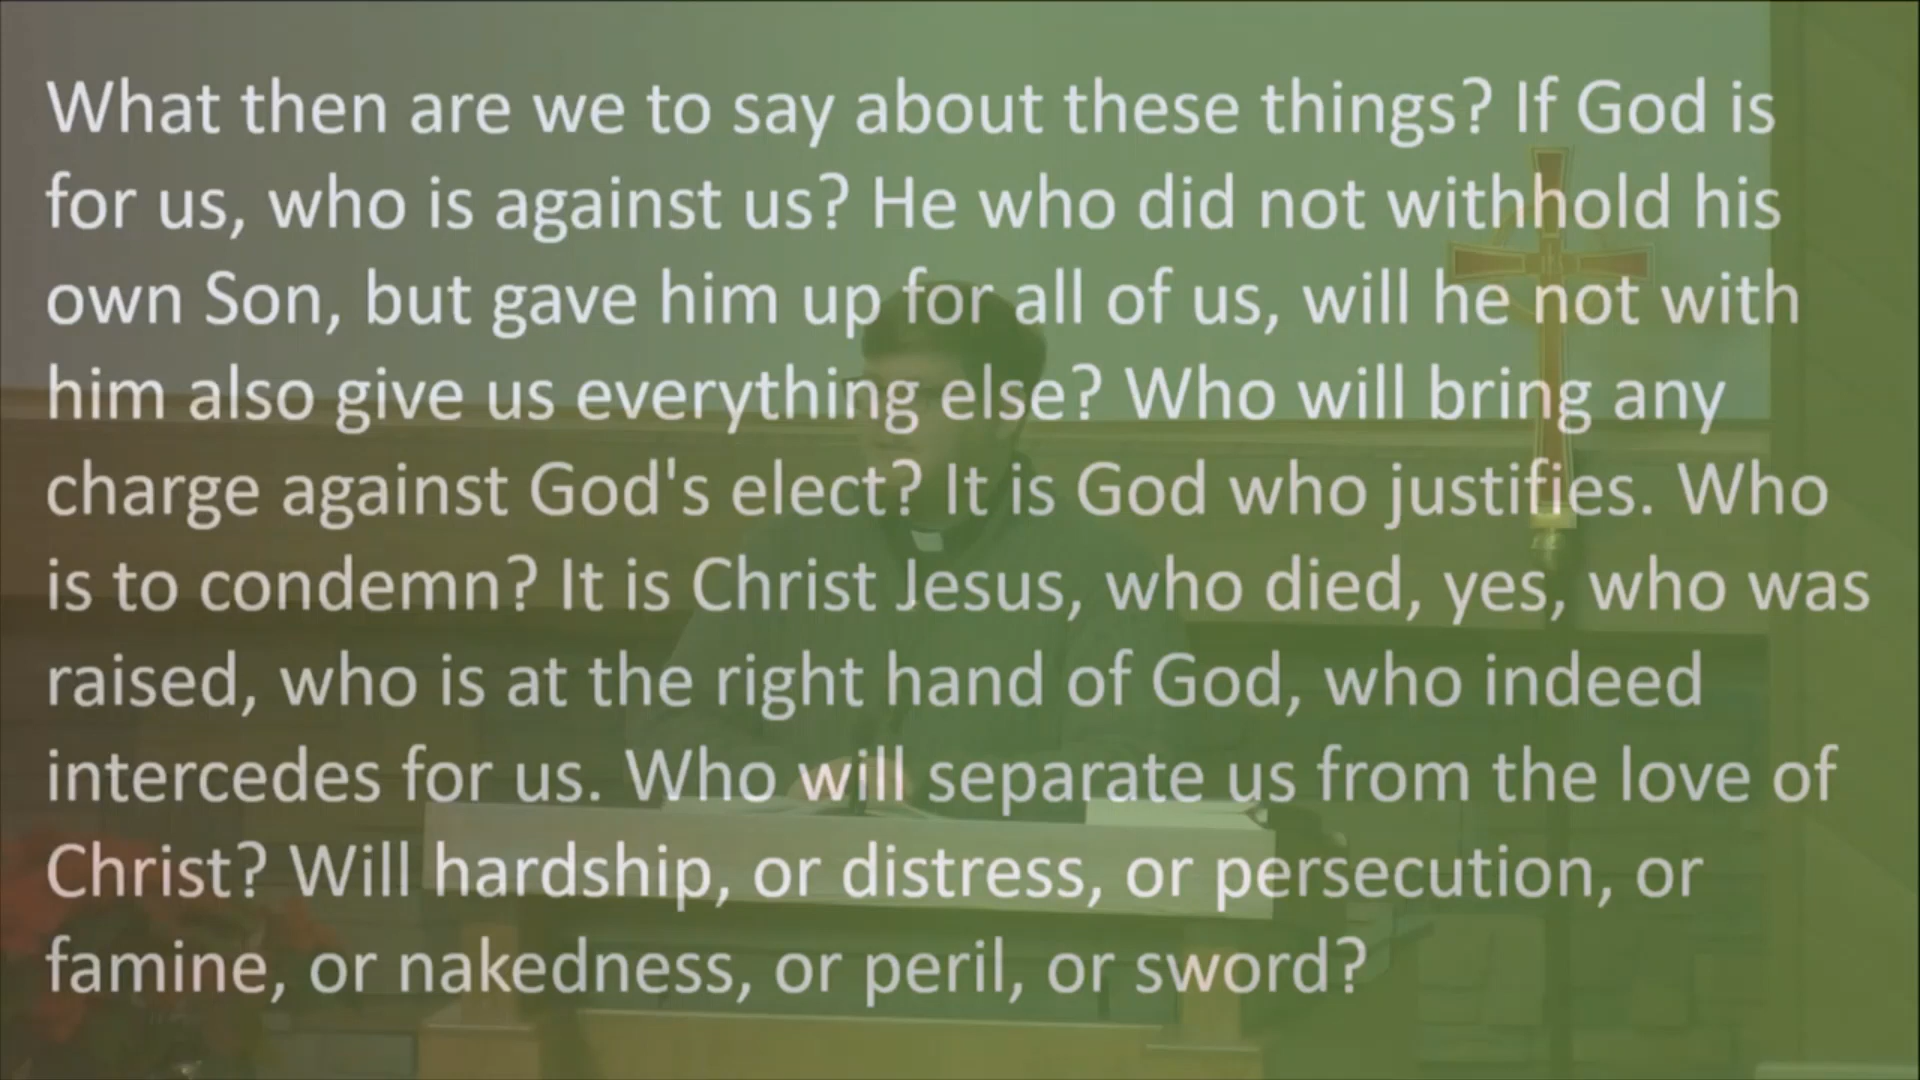 What then are we to say about these things? If God is
for us, who is against us? He who did not withhold his
own Son, but gave him up for all of us, will he not with
him also give us everything else? Who will bring any
charge against God's elect? It is God who justifies. Who
is to condemn? It is Christ Jesus, who died, yes, who was
raised, who is at the right hand of God, who indeed
intercedes for us. Who will separate us from the love of
Christ? Will hardship, or distress, or persecution, or
famine, or nakedness, or peril, or sword?